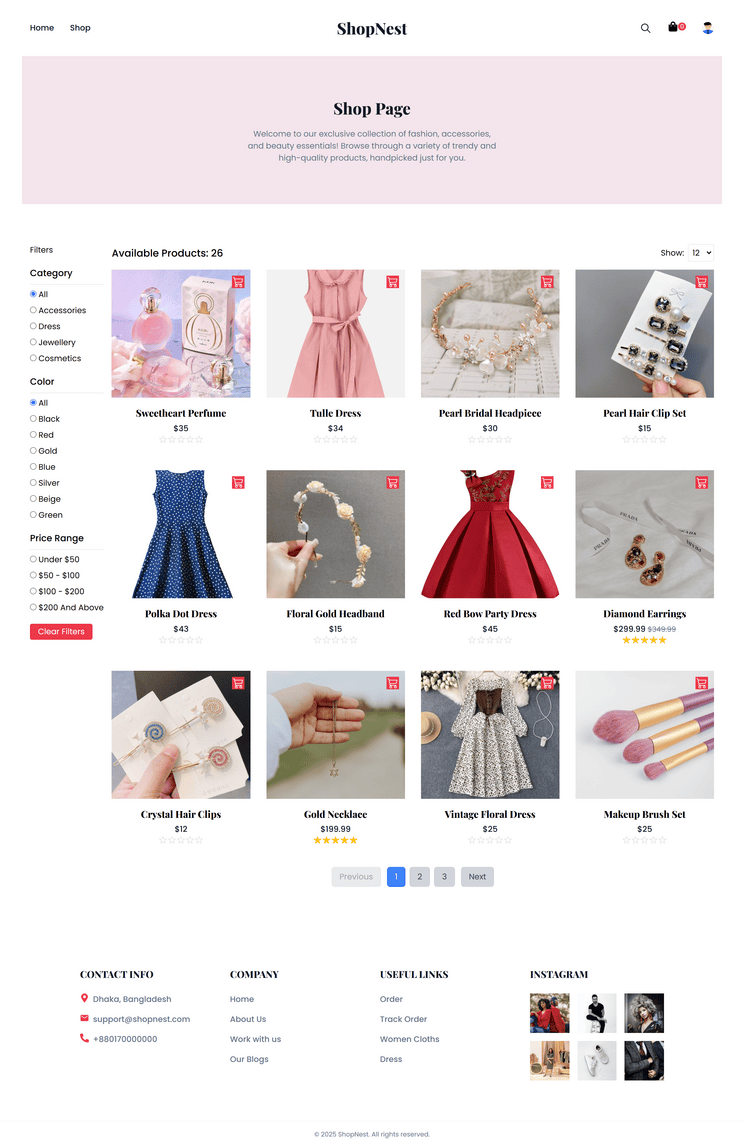 Home
Shop
ShopNest
0
Shop Page
Welcome to our exclusive collection of fashion, accessories,
and beauty essentials! Browse through a variety of trendy and
high-quality products, handpicked just for you.
Filters
Category
All
Accessories
Dress
Jewellery
Cosmetics
Color
All
Black
Red
Gold
Blue
Silver
Beige
Green
Price Range
Under $50
$50 - $100
$100 - $200
$200 And Above
Clear Filters
Available Products: 26
Show: 12
Sweetheart Perfume
$35
Tulle Dress
$34
Pearl Bridal Headpiece
$30
Pearl Hair Clip Set
$15
Polka Dot Dress
$43
Floral Gold Headband
$15
Red Bow Party Dress
$45
PRADA
PRADA
PRADA
Diamond Earrings
$299.99 $349.99
Crystal Hair Clips
$12
Gold Necklace
$199.99
Vintage Floral Dress
$25
Makeup Brush Set
$25
Previous
1
2
3
Next
CONTACT INFO
Dhaka, Bangladesh
support@shopnest.com
+880170000000
COMPANY
Home
About Us
Work with us
Our Blogs
USEFUL LINKS
Order
Track Order
Women Cloths
Dress
INSTAGRAM
© 2025 ShopNest. All rights reserved.